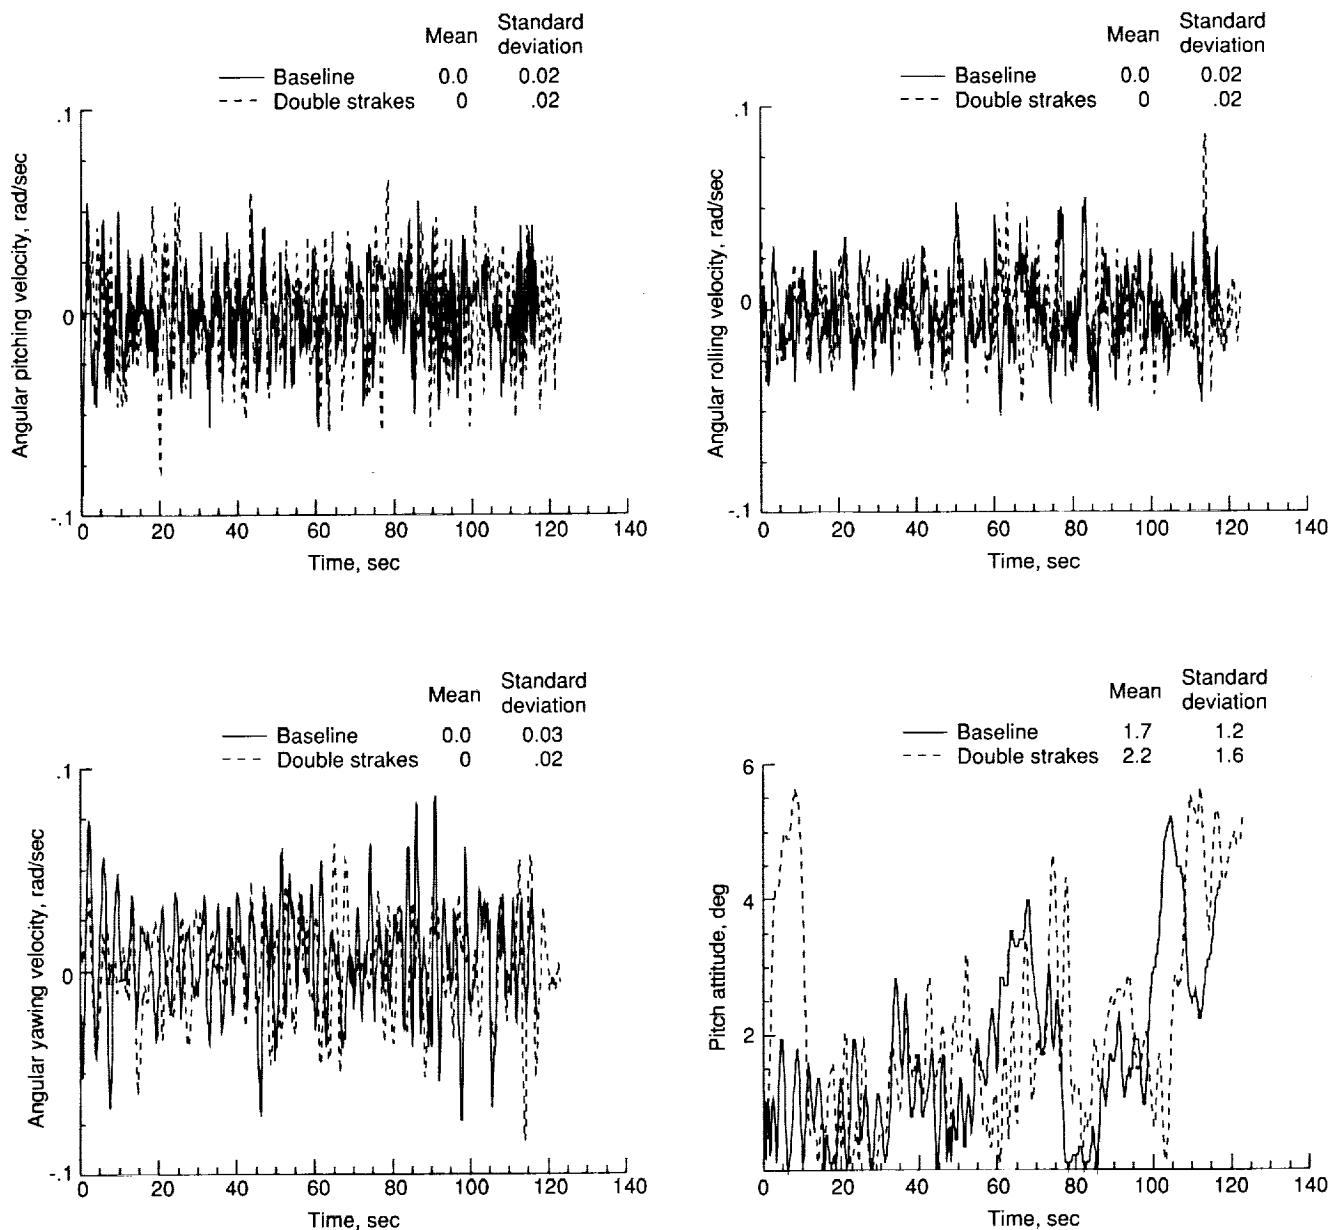 Mean Standard deviation
Baseline 0.0 0.02
Double strakes 0 .02
.1
0
-.1
Angular pitching velocity, rad/sec
0 20 40 60 80 100 120 140
Time, sec
Mean Standard deviation
Baseline 0.0 0.02
Double strakes 0 .02
.1
0
-.1
Angular rolling velocity, rad/sec
0 20 40 60 80 100 120 140
Time, sec
Mean Standard deviation
Baseline 0.0 0.03
Double strakes 0 .02
.1
0
-.1
Angular yawing velocity, rad/sec
0 20 40 60 80 100 120 140
Time, sec
Mean Standard deviation
Baseline 1.7 1.2
Double strakes 2.2 1.6
6
4
2
Pitch attitude, deg
0 20 40 60 80 100 120 140
Time, sec